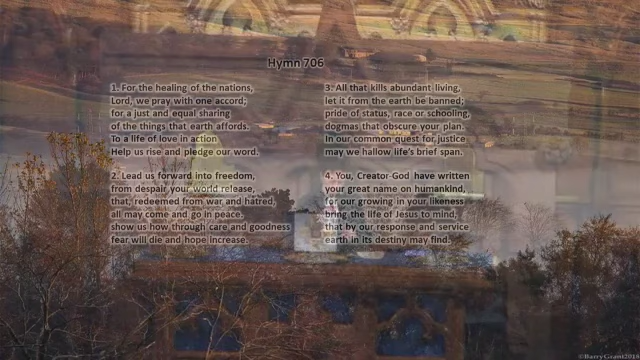 Hymn 706
1. For the healing of the nations,
Lord, we pray with one accord;
for a just and equal sharing
of the things that earth affords.
To a life of love in action
Help us rise and pledge our word.
2. Lead us forward into freedom,
from despair your world release,
that, redeemed from war and hatred,
all may come and go in peace.
show us how through care and goodness
fear will die and hope increase.
3. All that kills abundant living,
let it from the earth be banned;
pride of status, race or schooling,
dogmas that obscure your plan.
In our common quest for justice
may we hallow life's brief span.
4. You, Creator-God have written
your great name on humankind,
for our growing in your likeness
bring the life of Jesus to mind,
that by our response and service
earth in its destiny may find.
©BarryGrant2018